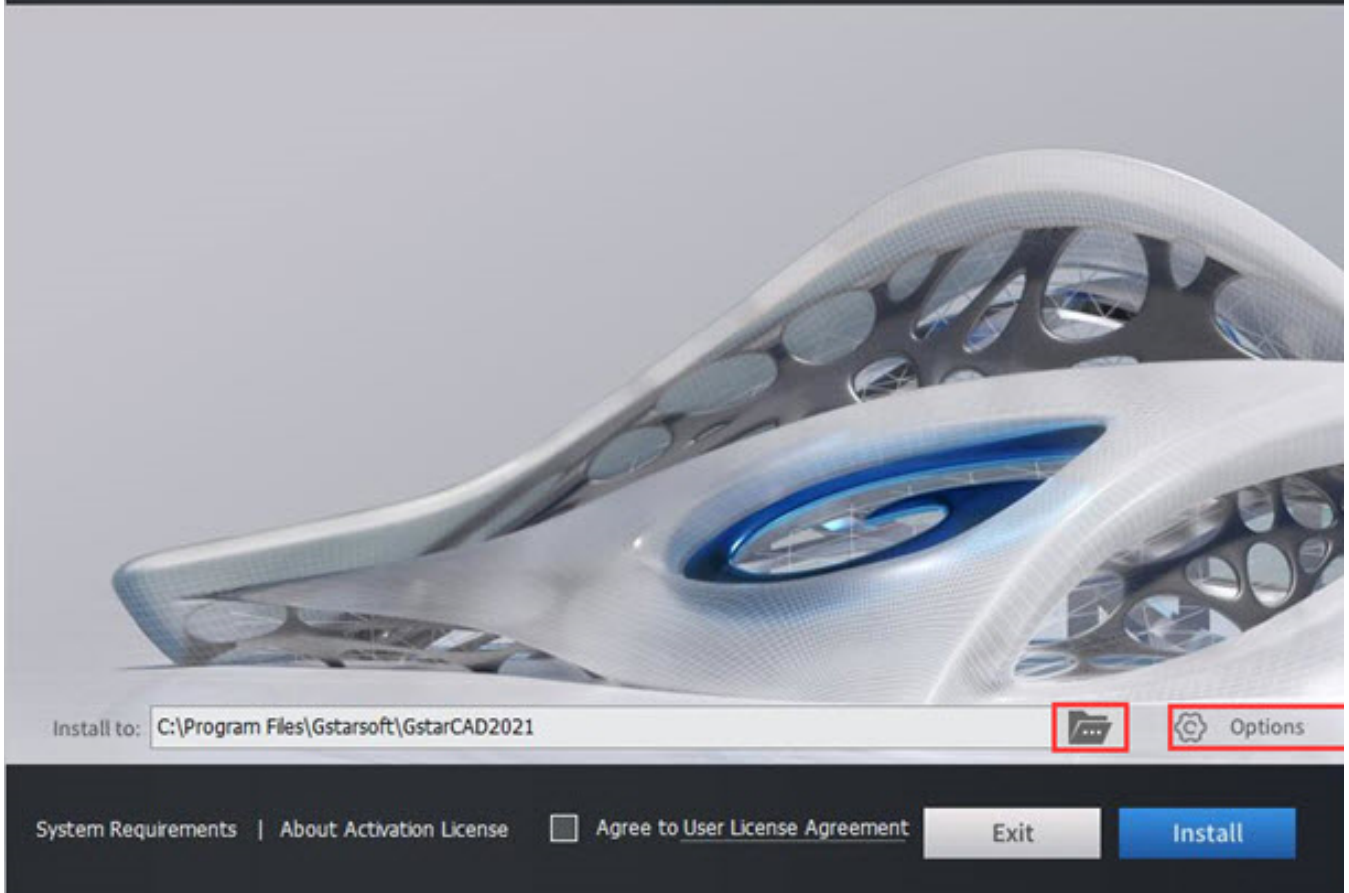 Install to: C:\Program Files\Gstarsoft\GstarCAD2021 Options
System Requirements | About Activation License Agree to User License Agreement Exit Install